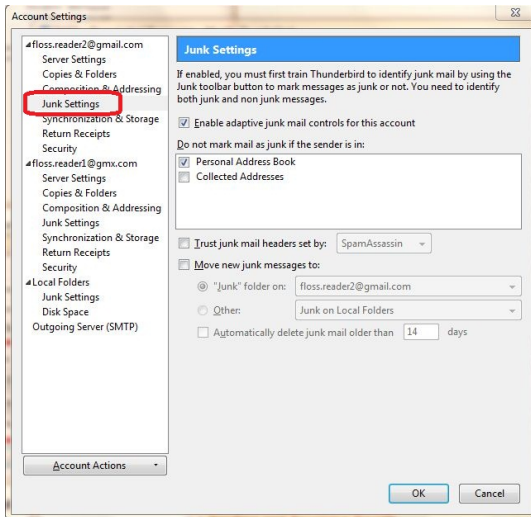 Account Settings
floss.reader2@gmail.com
Server Settings
Copies & Folders
Composition & Addressing
Junk Settings
Synchronization & Storage
Return Receipts
Security
floss.reader1@gmx.com
Server Settings
Copies & Folders
Composition & Addressing
Junk Settings
Synchronization & Storage
Return Receipts
Security
Local Folders
Junk Settings
Disk Space
Outgoing Server (SMTP)
Account Actions
Junk Settings
If enabled, you must first train Thunderbird to identify junk mail by using the
Junk toolbar button to mark messages as junk or not. You need to identify
both junk and non junk messages.
Enable adaptive junk mail controls for this account
Do not mark mail as junk if the sender is in:
Personal Address Book
Collected Addresses
Trust junk mail headers set by: SpamAssassin
Move new junk messages to:
"Junk" folder on: floss.reader2@gmail.com
Other: Junk on Local Folders
Automatically delete junk mail older than 14 days
OK Cancel